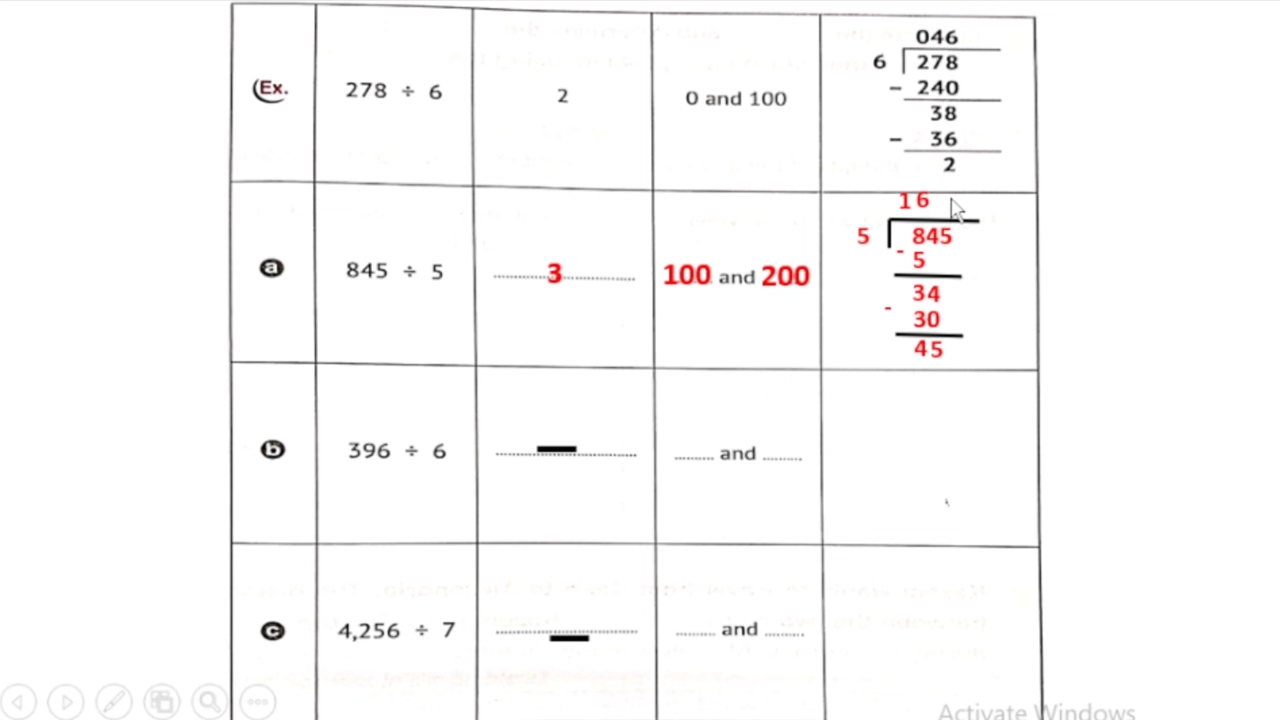 Ex.
278 ÷ 6
2
0 and 100
046
6 278
- 240
38
- 36
2
a
845 ÷ 5
3
100 and 200
16
5 845
- 5
34
- 30
45
b
396 ÷ 6
...... and ......
c
4,256 ÷ 7
...... and ......
Activate Windows